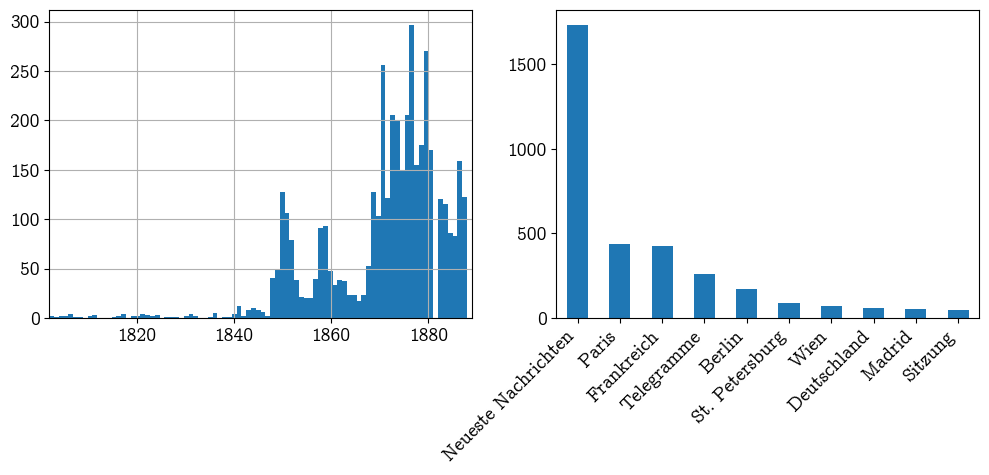 300
250
200
150
100
50
0
1820 1840 1860 1880
1500
1000
500
0
Neueste Nachrichten
Paris
Frankreich
Telegramme
Berlin
St. Petersburg
Wien
Deutschland
Madrid
Sitzung